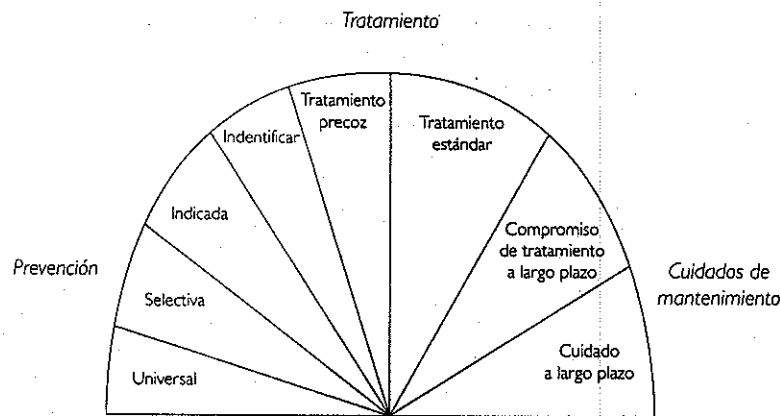 Tratamiento
Tratamiento
precoz
Indentificar
Tratamiento
estándar
Indicada
Compromiso
de tratamiento
a largo plazo
Prevención
Cuidados de
mantenimiento
Selectiva
Cuidado
a largo plazo
Universal